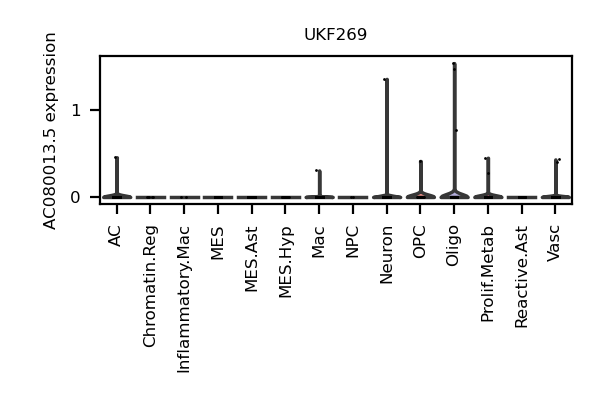 UKF269
AC080013.5 expression
1
0
AC
Chromatin.Reg
Inflammatory.Mac
MES
MES.Ast
MES.Hyp
Mac
NPC
Neuron
OPC
Oligo
Prolif.Metab
Reactive.Ast
Vasc